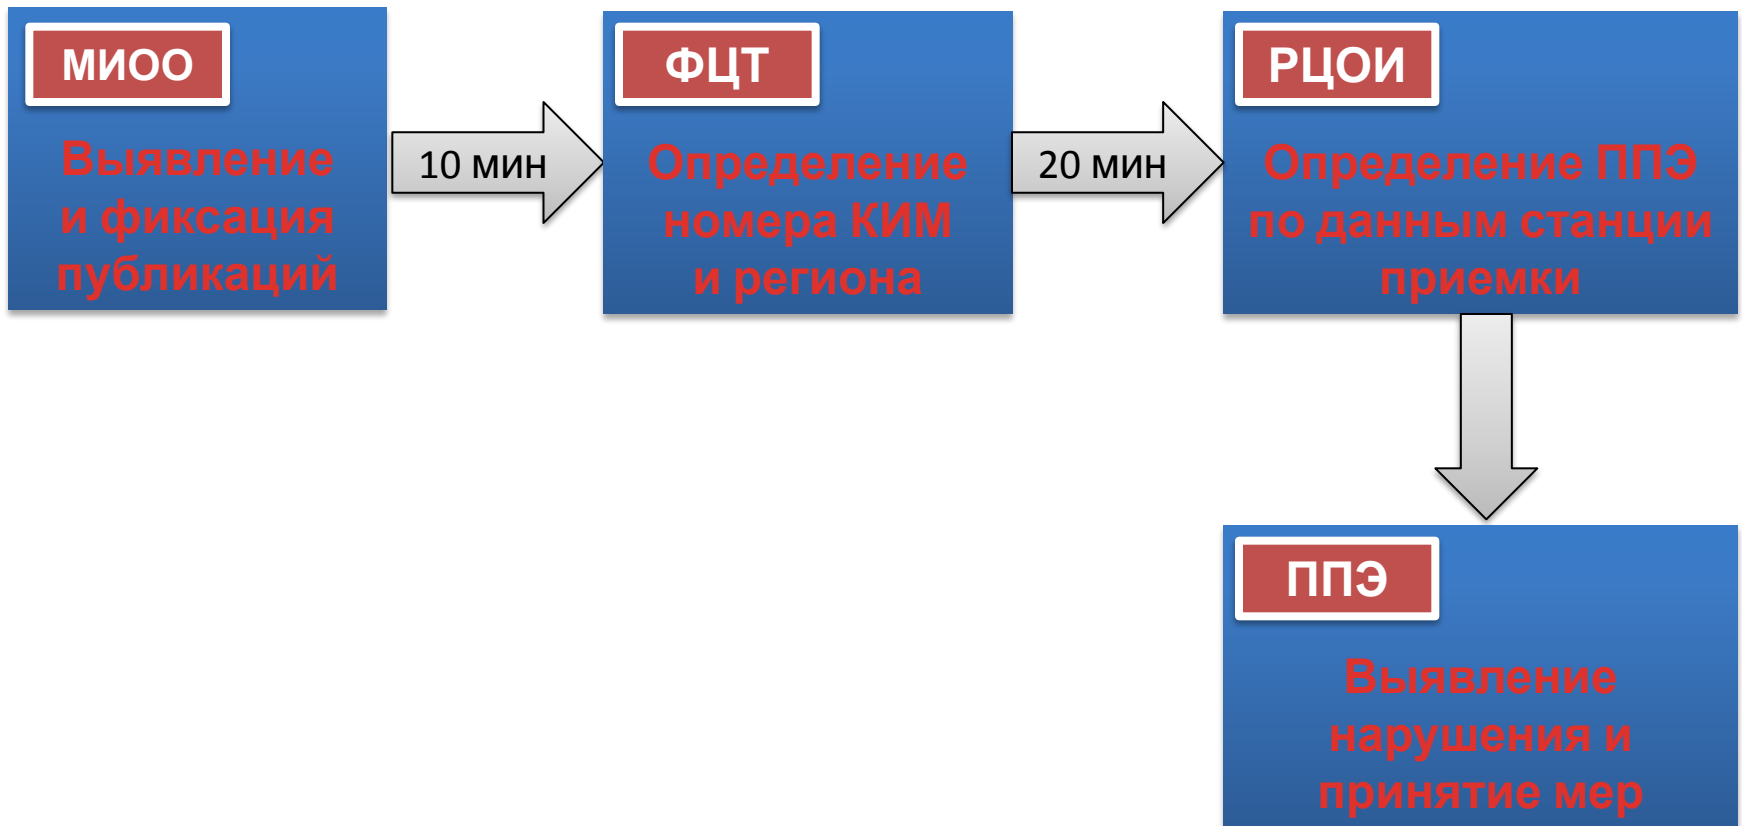 МИОО
Выявление
и фиксация
публикаций
10 мин
ФЦТ
Определение
номера КИМ
и региона
20 мин
РЦОИ
Определение ППЭ
по данным станции
приемки
ППЭ
Выявление
нарушения и
принятие мер